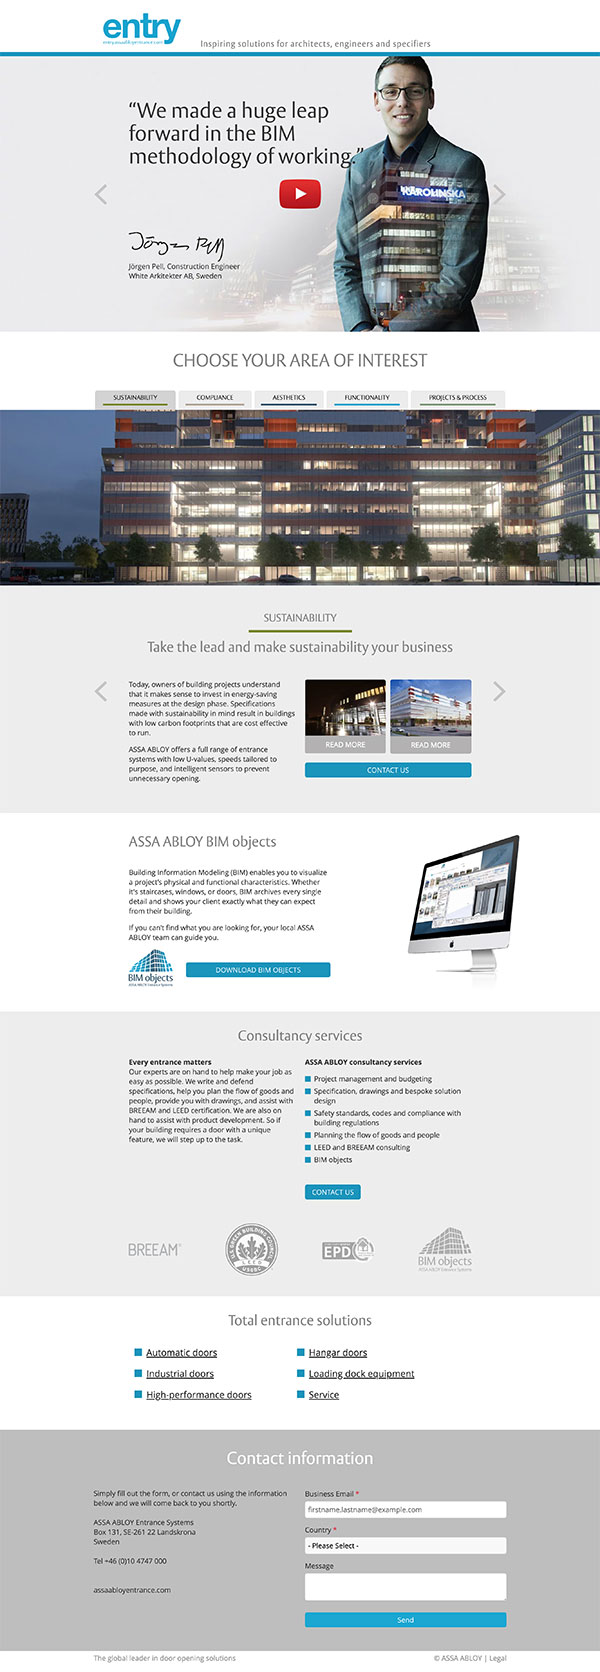 entry
Inspiring solutions for architects, engineers and specifiers
“We made a huge leap
forward in the BIM
methodology of working.”
KAROLINSKA
Jörgen Pell, Construction Engineer
White Arkitekter AB, Sweden
CHOOSE YOUR AREA OF INTEREST
SUSTAINABILITY
COMPLIANCE
AESTHETICS
FUNCTIONALITY
PROJECTS & PROCESS
SUSTAINABILITY
Take the lead and make sustainability your business
Today, owners of building projects understand
that it makes sense to invest in energy-saving
measures at the design phase. Specifications
made with sustainability in mind result in buildings
with low carbon footprints that are cost effective
to run.
ASSA ABLOY offers a full range of entrance
systems with low U-values, speeds tailored to
purpose, and intelligent sensors to prevent
unnecessary opening.
READ MORE
READ MORE
CONTACT US
ASSA ABLOY BIM objects
Building Information Modeling (BIM) enables you to visualize
a project's physical and functional characteristics. Whether
it's staircases, windows, or doors, BIM archives every single
detail and shows your client exactly what they can expect
from their building.
If you can't find what you are looking for, your local ASSA
ABLOY team can guide you.
BIM objects
ASSA ABLOY Entrance Systems
DOWNLOAD BIM OBJECTS
Consultancy services
Every entrance matters
Our experts are on hand to help make your job as
easy as possible. We write and defend
specifications, help you plan the flow of goods and
people, provide you with drawings, and assist with
BREEAM and LEED certification. We are also on
hand to assist with product development. So if
your building requires a door with a unique
feature, we will step up to the task.
ASSA ABLOY consultancy services
Project management and budgeting
Specification, drawings and bespoke solution
design
Safety standards, codes and compliance with
building regulations
Planning the flow of goods and people
LEED and BREEAM consulting
BIM objects
CONTACT US
BREEAM®
U.S. GREEN BUILDING COUNCIL
LEED
USGBC
EPD
BIM objects
ASSA ABLOY Entrance Systems
Total entrance solutions
Automatic doors
Industrial doors
High-performance doors
Hangar doors
Loading dock equipment
Service
Contact information
Simply fill out the form, or contact us using the information
below and we will come back to you shortly.
ASSA ABLOY Entrance Systems
Box 131, SE-261 22 Landskrona
Sweden
Tel +46 (0)10 4747 000
assaabloyentrance.com
Business Email *
firstname.lastname@example.com
Country *
- Please Select -
Message
Send
The global leader in door opening solutions
© ASSA ABLOY | Legal